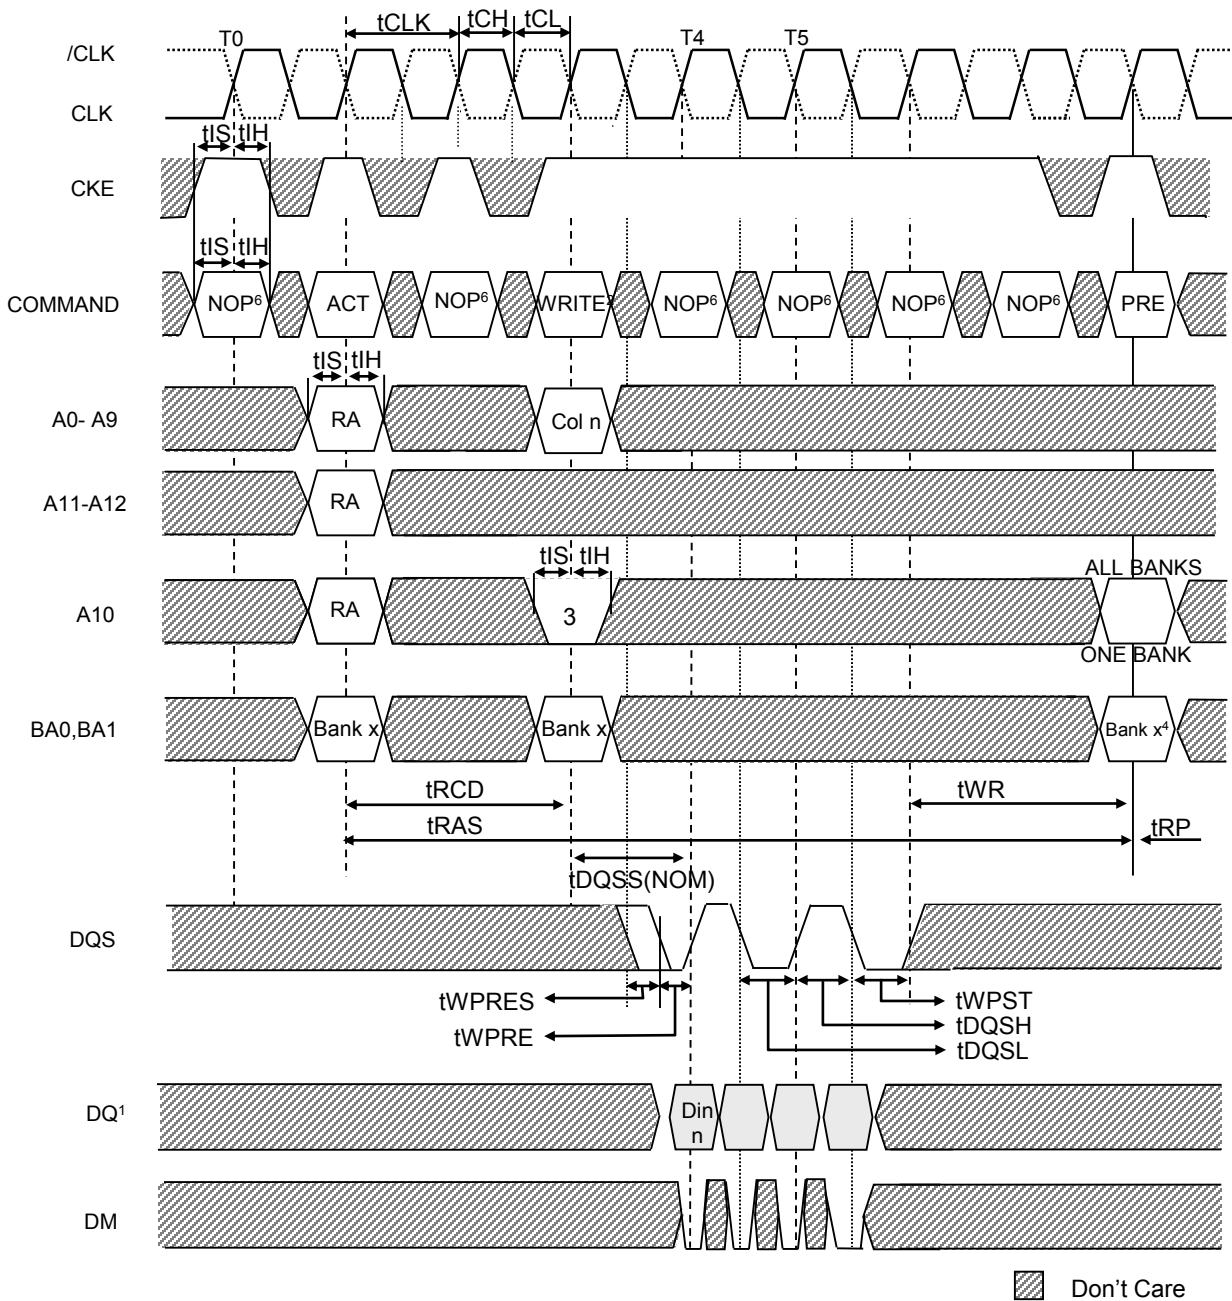 tCLK tCH tCL
T0 T4 T5
/CLK
CLK
tIS tIH
CKE
tIS tIH
COMMAND NOP⁶ ACT NOP⁶ WRITE² NOP⁶ NOP⁶ NOP⁶ NOP⁶ PRE
tIS tIH
A0- A9 RA Col n
A11-A12 RA
tIS tIH ALL BANKS
A10 RA 3
ONE BANK
BA0,BA1 Bank x Bank x Bank x⁴
tRCD tWR
tRAS tRP
tDQSS(NOM)
DQS
tWPRES tWPST
tWPRE tDQSH
tDQSL
DQ¹ Din
n
DM
Don't Care